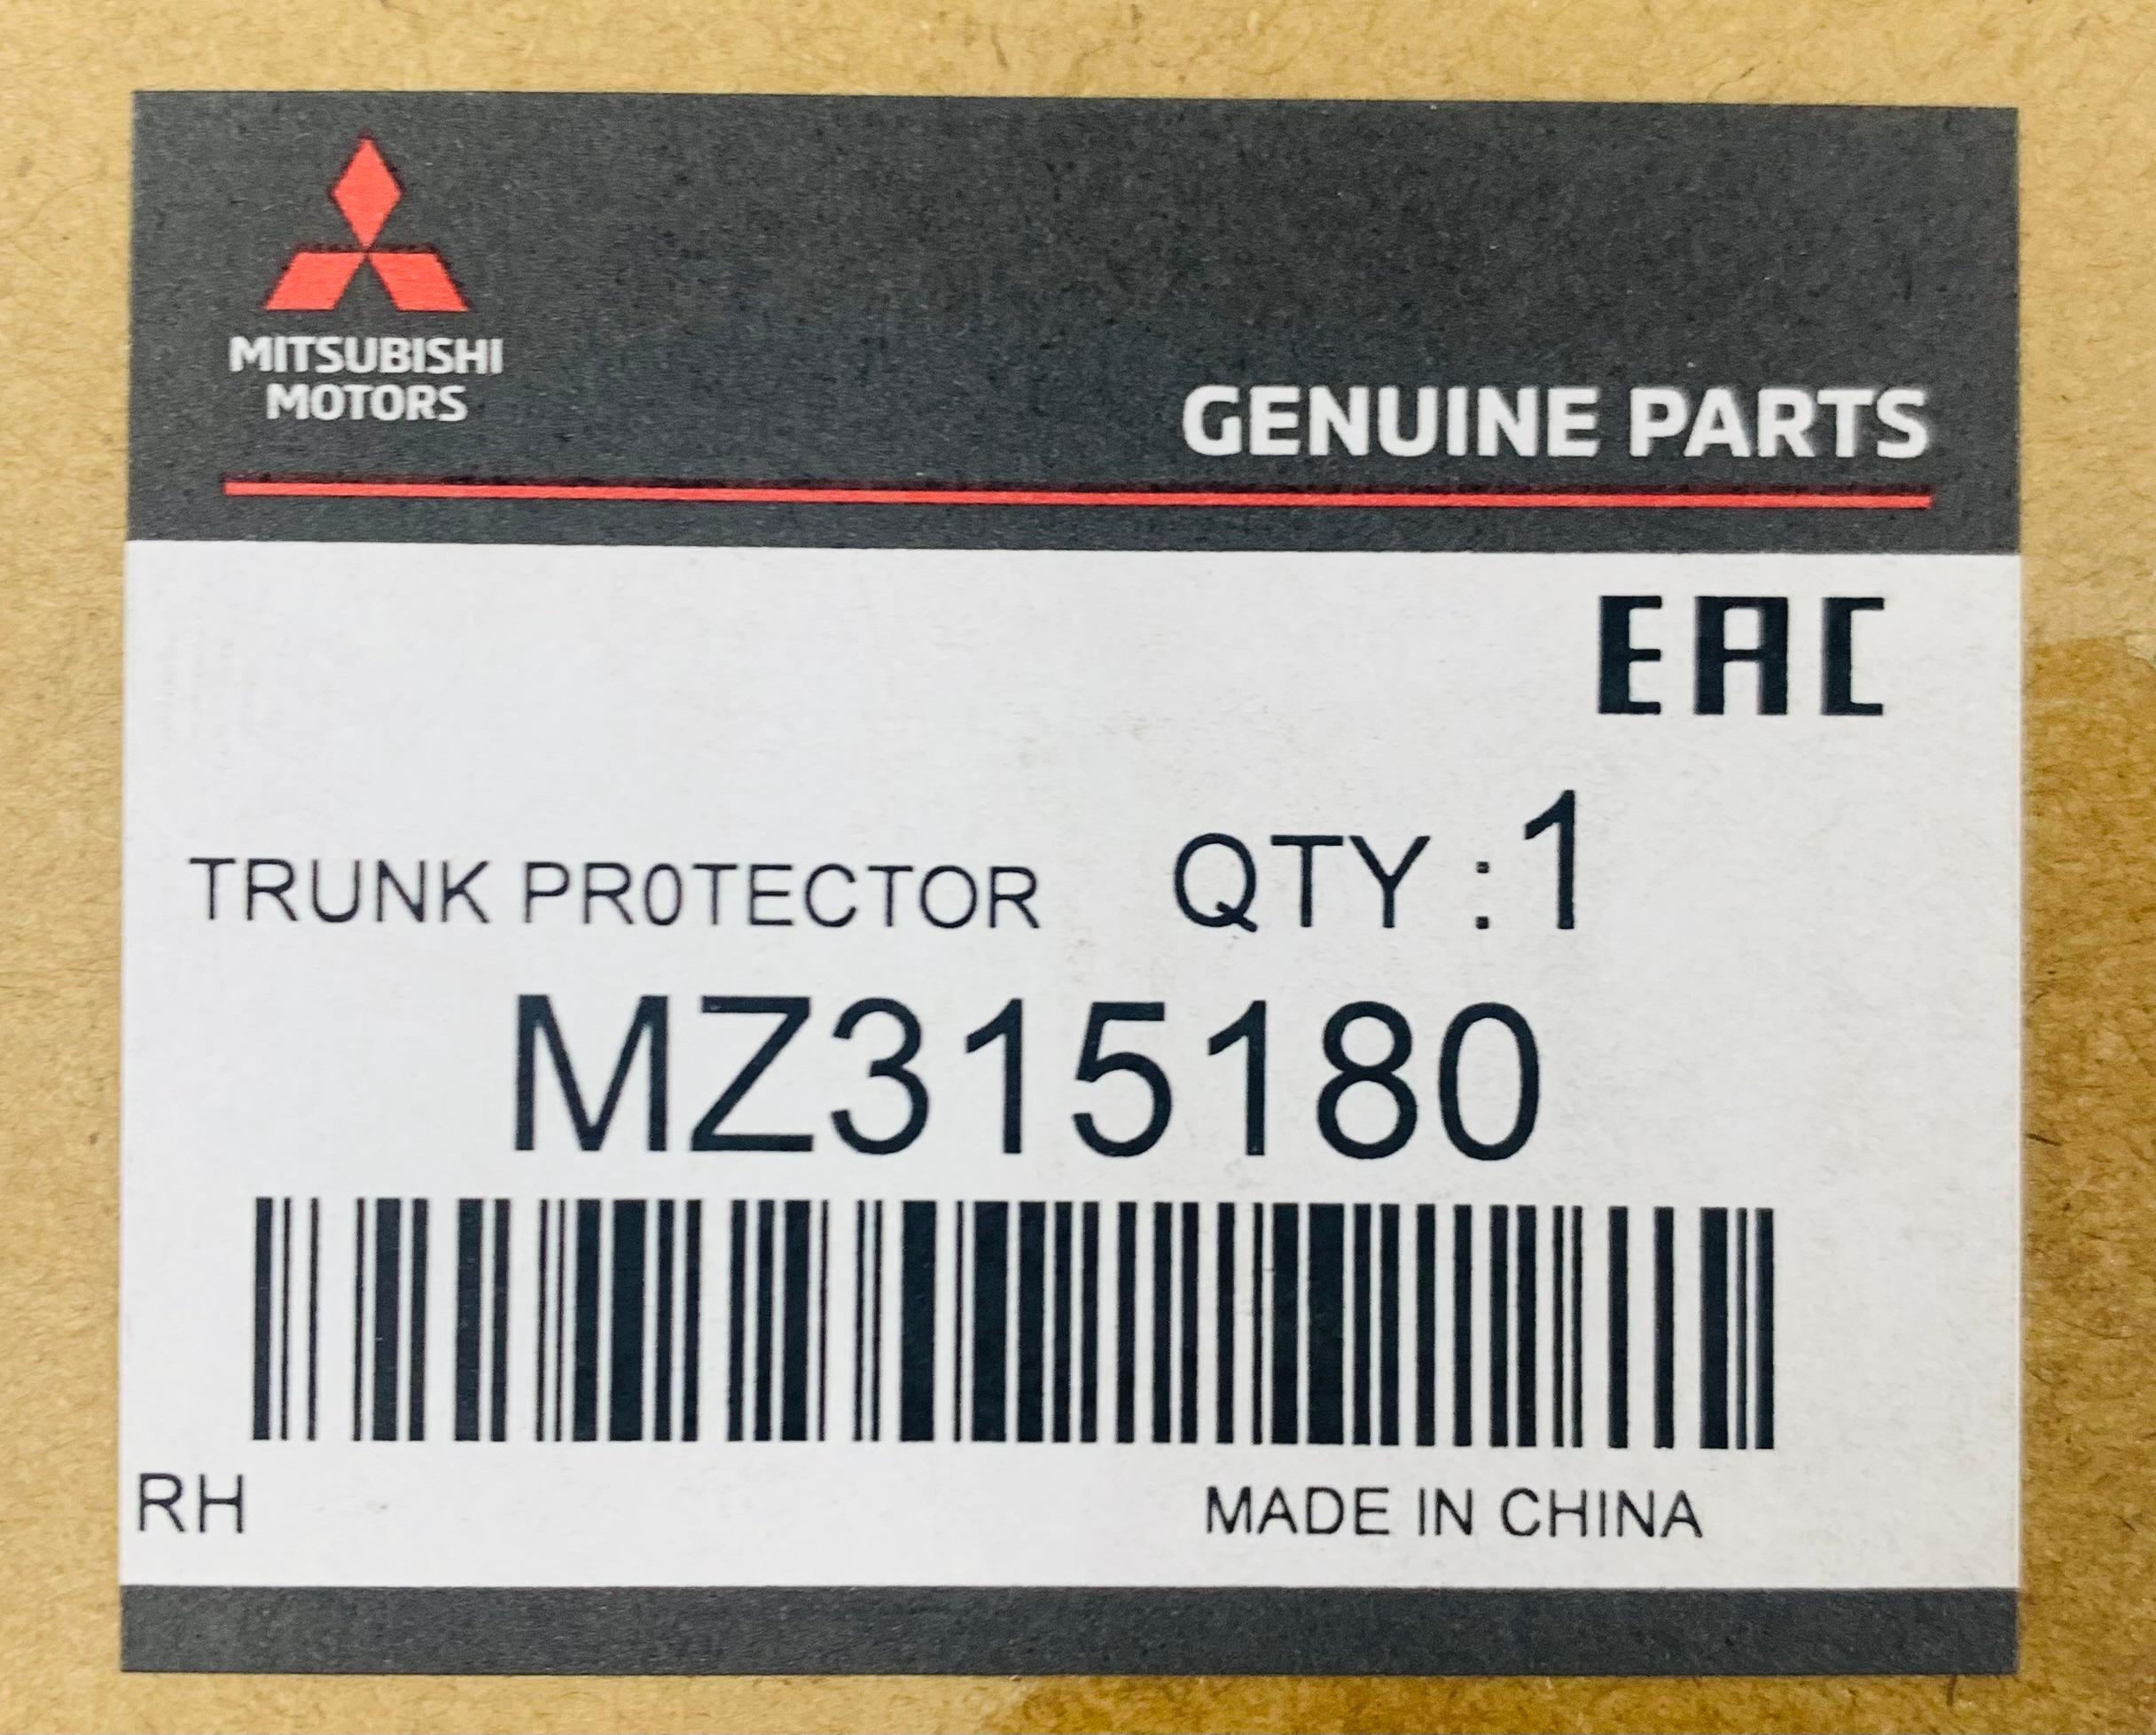 MITSUBISHI
MOTORS
GENUINE PARTS
EAC
TRUNK PR0TECTOR QTY : 1
MZ315180
RH
MADE IN CHINA